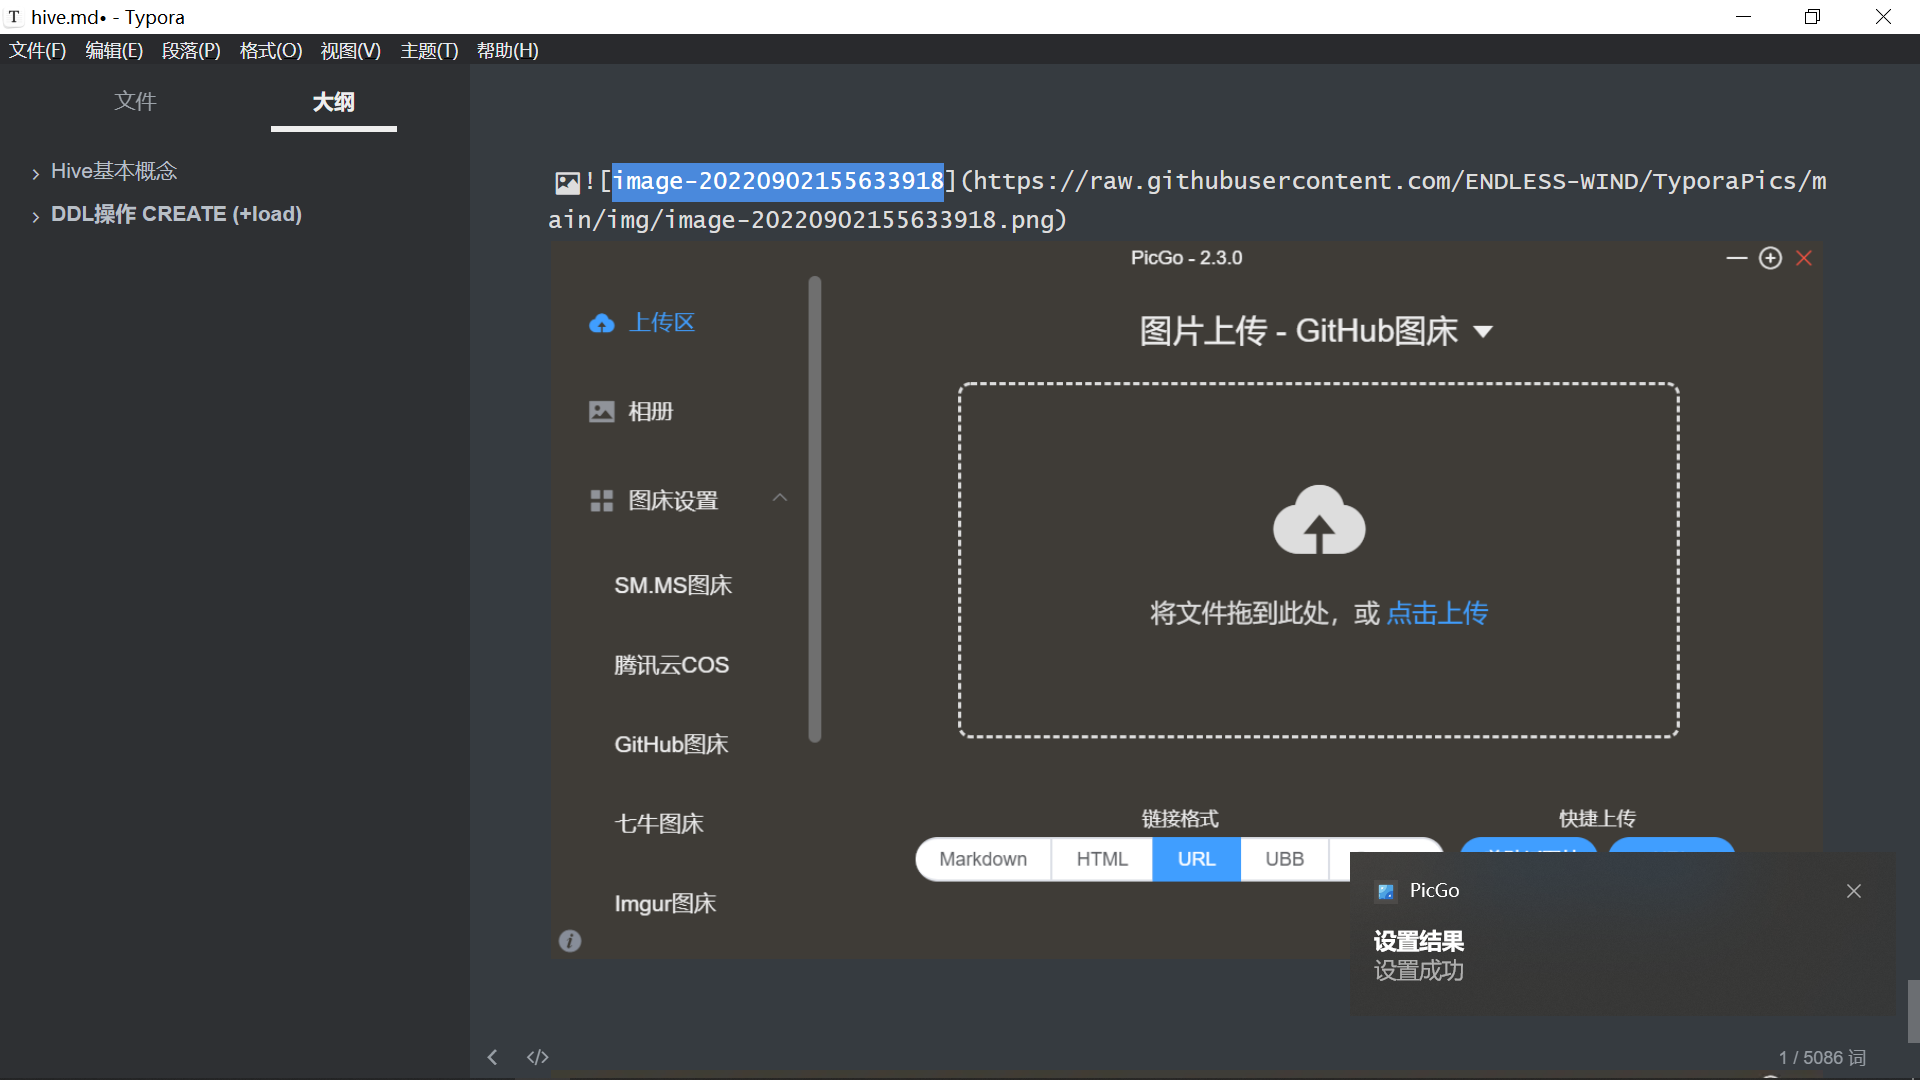 hive.md• - Typora
文件(F) 编辑(E) 段落(P) 格式(O) 视图(V) 主题(T) 帮助(H)
文件 大纲
Hive基本概念
DDL操作 CREATE (+load)
![image-20220902155633918](https://raw.githubusercontent.com/ENDLESS-WIND/TyporaPics/m
ain/img/image-20220902155633918.png)
PicGo - 2.3.0
上传区
相册
图床设置
SM.MS图床
腾讯云COS
GitHub图床
七牛图床
Imgur图床
图片上传 - GitHub图床
将文件拖到此处，或 点击上传
链接格式
Markdown HTML URL UBB
快捷上传
PicGo
设置结果
设置成功
1 / 5086 词